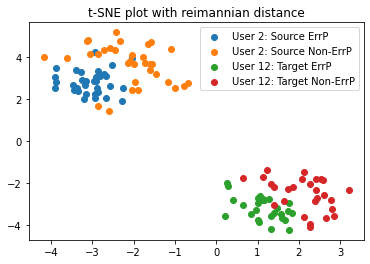 t-SNE plot with reimannian distance
User 2: Source ErrP
User 2: Source Non-ErrP
User 12: Target ErrP
User 12: Target Non-ErrP
4
2
0
−2
−4
−4 −3 −2 −1 0 1 2 3